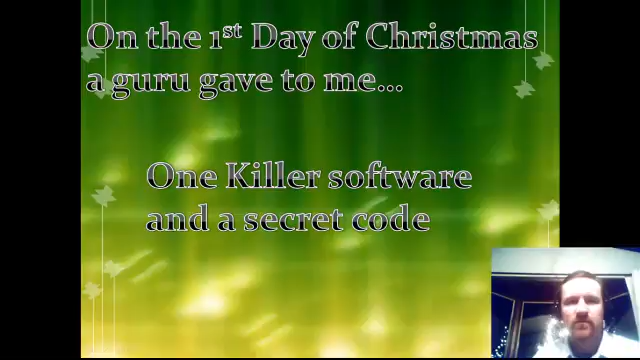 On the 1st Day of Christmas
a guru gave to me...
One Killer software
and a secret code